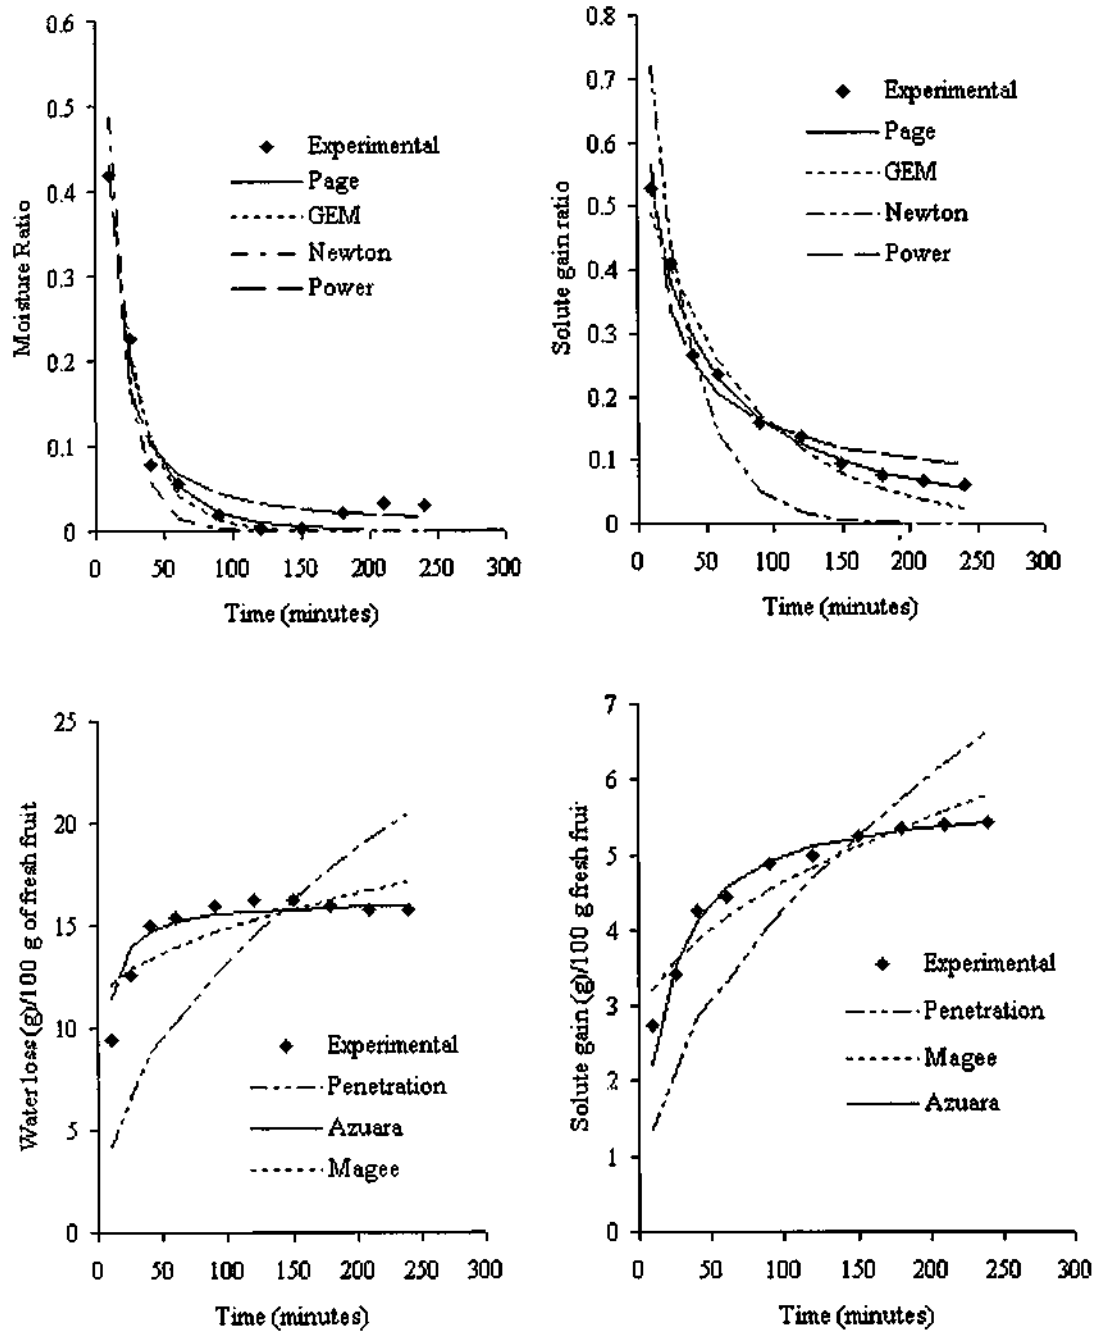 0.6
0.5
0.4
0.3
0.2
0.1
0
Moisture Ratio
Experimental
Page
GEM
Newton
Power
0 50 100 150 200 250 300
Time (minutes)
0.8
0.7
0.6
0.5
0.4
0.3
0.2
0.1
0
Solute gain ratio
Experimental
Page
GEM
Newton
Power
0 50 100 150 200 250 300
Time (minutes)
25
20
15
10
5
0
Water loss (g)/100 g of fresh fruit
Experimental
Penetration
Azuara
Magee
0 50 100 150 200 250 300
Time (minutes)
7
6
5
4
3
2
1
0
Solute gain (g)/100 g fresh frui
Experimental
Penetration
Magee
Azuara
0 50 100 150 200 250 300
Time (minutes)